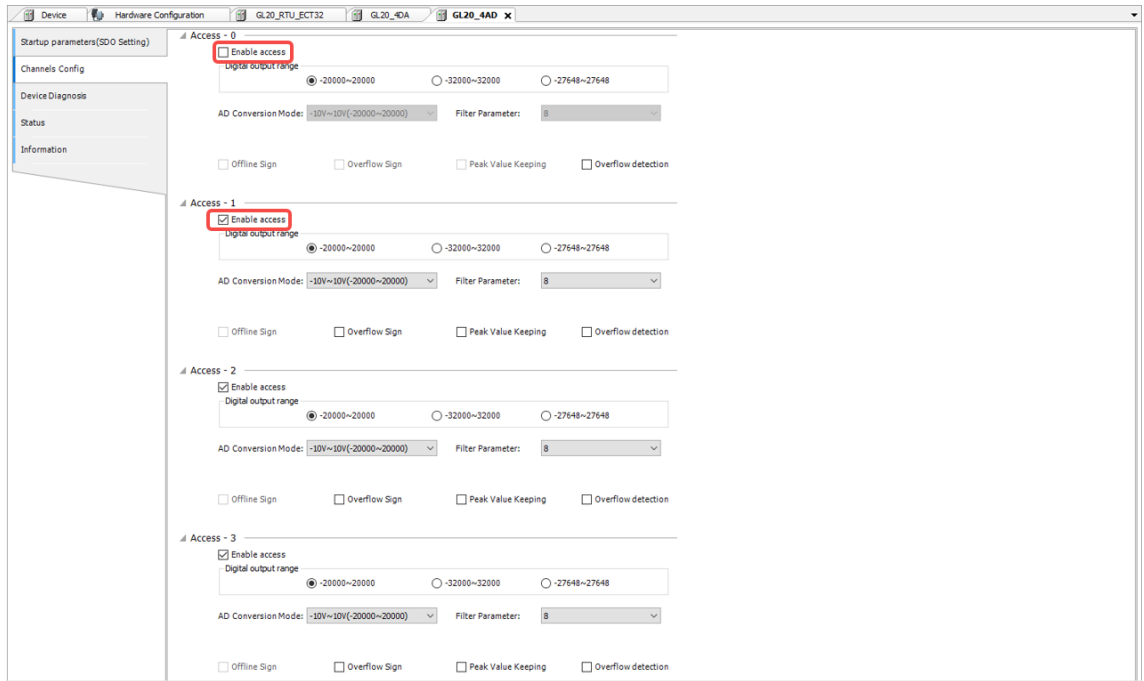 Device Hardware Configuration GL20_RTU_ECT32 GL20_4DA GL20_4AD
Startup parameters(SDO Setting)
Channels Config
Device Diagnosis
Status
Information
Access - 0
Enable access
Digital output range
-20000~20000 -32000~32000 -27648~27648
AD Conversion Mode: -10V~10V(-20000~20000) Filter Parameter: 8
Offline Sign Overflow Sign Peak Value Keeping Overflow detection
Access - 1
Enable access
Digital output range
-20000~20000 -32000~32000 -27648~27648
AD Conversion Mode: -10V~10V(-20000~20000) Filter Parameter: 8
Offline Sign Overflow Sign Peak Value Keeping Overflow detection
Access - 2
Enable access
Digital output range
-20000~20000 -32000~32000 -27648~27648
AD Conversion Mode: -10V~10V(-20000~20000) Filter Parameter: 8
Offline Sign Overflow Sign Peak Value Keeping Overflow detection
Access - 3
Enable access
Digital output range
-20000~20000 -32000~32000 -27648~27648
AD Conversion Mode: -10V~10V(-20000~20000) Filter Parameter: 8
Offline Sign Overflow Sign Peak Value Keeping Overflow detection